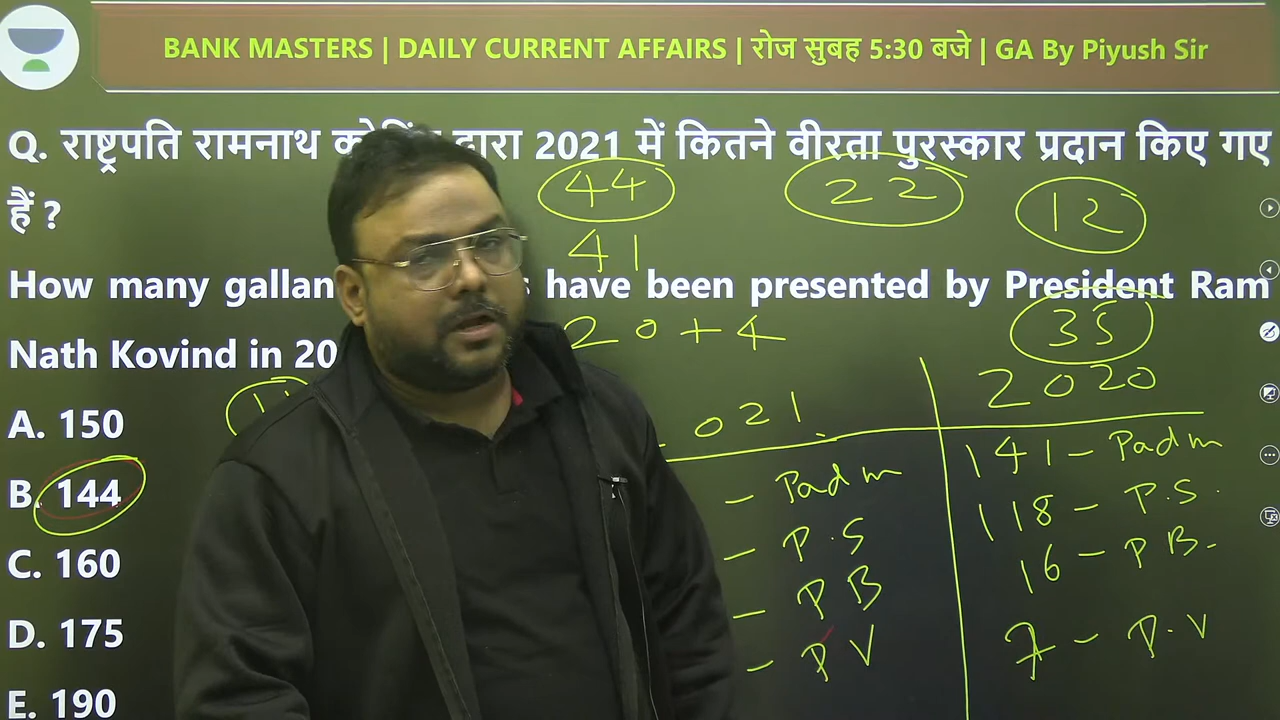 BANK MASTERS | DAILY CURRENT AFFAIRS | रोज सुबह 5:30 बजे | GA By Piyush Sir
Q. राष्ट्रपति रामनाथ द्वारा 2021 में कितने वीरता पुरस्कार प्रदान किए गए
हैं ?
44 22 12
41
How many have been presented by President Ram
Nath Kovind in
20 + 4 35
2020
A. 150
021
141 - Padm
B. 144
- Padm
118 - P.S.
- P.S
C. 160
16 - P B.
- P B
D. 175
7 - P.V
- P V
E. 190